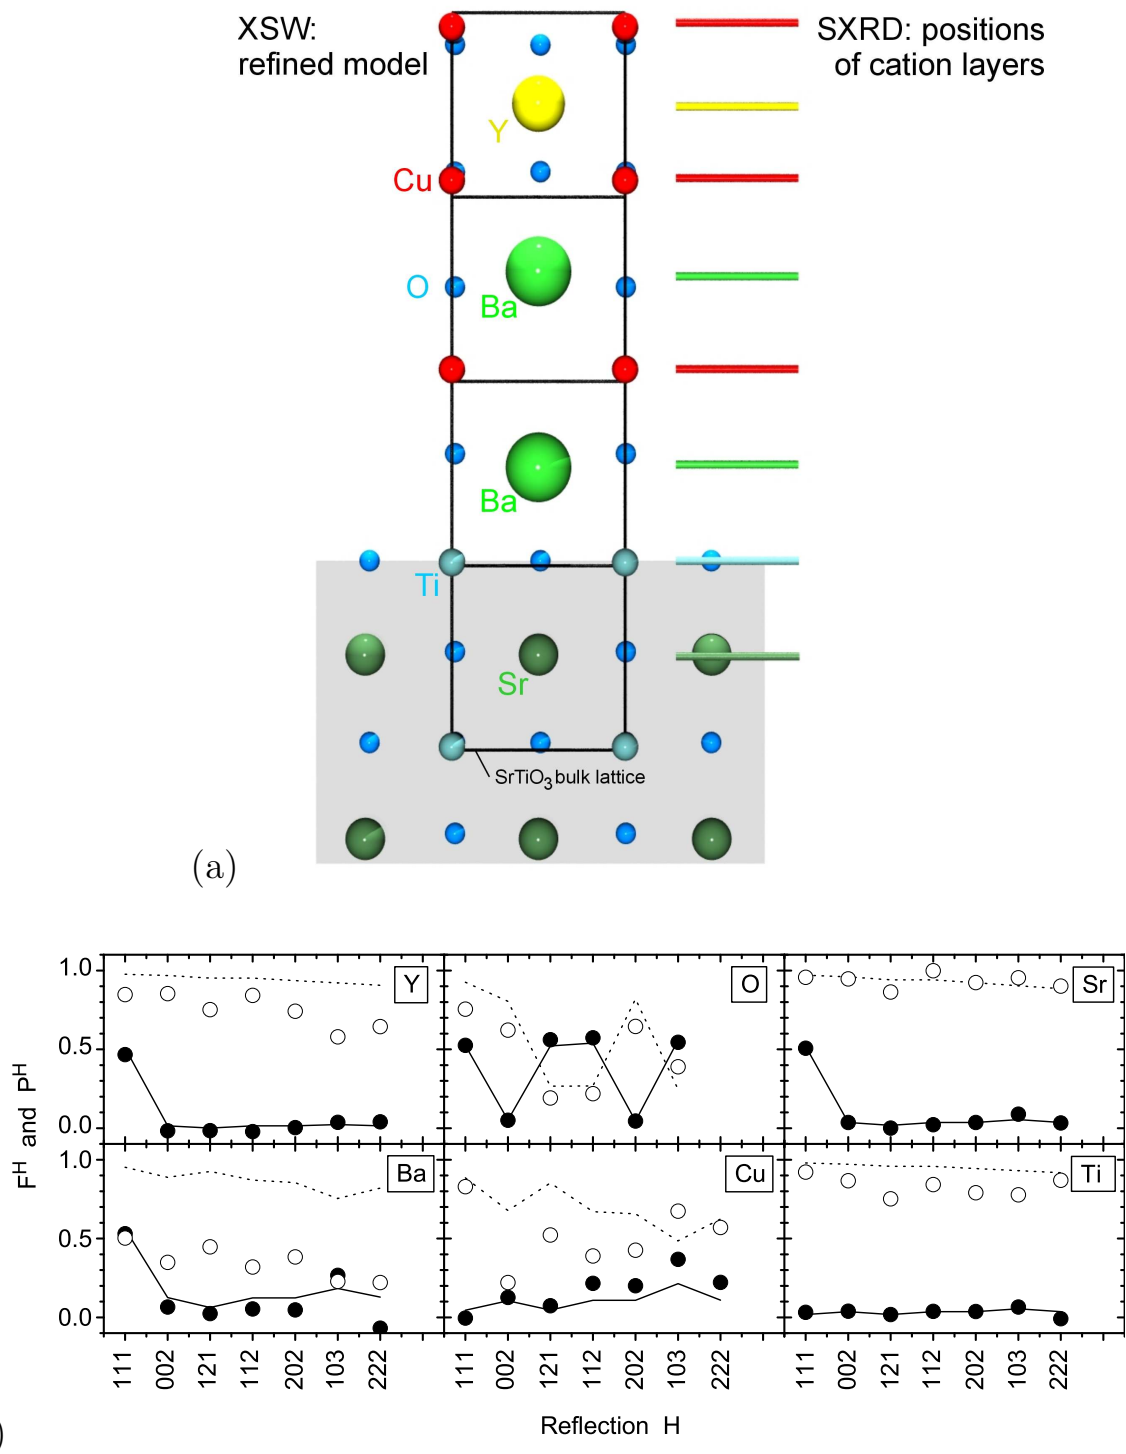 XSW:
refined model
SXRD: positions
of cation layers
Y
Cu
O
Ba
Ba
Ti
Sr
SrTiO3 bulk lattice
(a)
F^H and P^H
1.0
0.5
0.0
Y
O
Sr
1.0
0.5
0.0
Ba
Cu
Ti
111 002 121 112 202 103 222
111 002 121 112 202 103 222
111 002 121 112 202 103 222
Reflection H
)